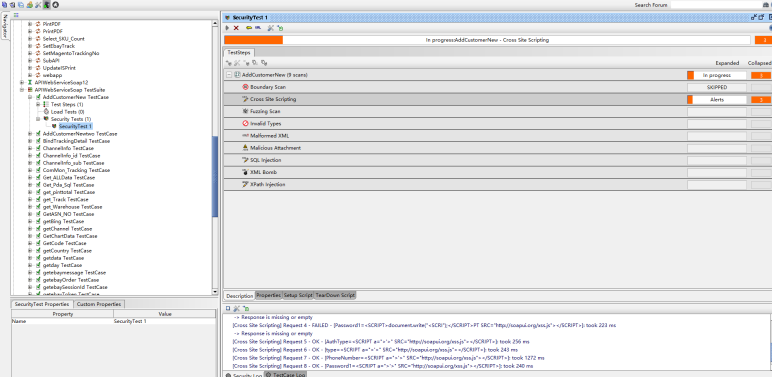 Search Forum
Navigator
PintPDF
PrintPDF
Select_SKU_Count
SetEbayTrack
SetMagentoTrackingNo
SubAPI
UpdateISPrint
webapp
APIWebServiceSoap12
APIWebServiceSoap TestSuite
AddCustomerNew TestCase
Test Steps (1)
Load Tests (0)
Security Tests (1)
SecurityTest 1
AddCustomerNewtwo TestCase
BindTrackingDetail TestCase
ChannelInfo TestCase
ChannelInfo_id TestCase
ChannelInfo_sub TestCase
ComMon_Tracking TestCase
Get_ALLData TestCase
Get_Pda_Sql TestCase
get_pinttotal TestCase
get_Track TestCase
get_Warehouse TestCase
GetASN_NO TestCase
getBing TestCase
getChannel TestCase
GetChartData TestCase
GetCode TestCase
getCountry TestCase
getdata TestCase
getday TestCase
getebaymessage TestCase
getebayOrder TestCase
getebaySessionId TestCase
getebayToken TestCase
SecurityTest Properties Custom Properties
Property Value
Name SecurityTest 1
SecurityTest 1
In progress:AddCustomerNew - Cross Site Scripting
TestSteps
Expanded Collapsed
AddCustomerNew (9 scans) In progress
Boundary Scan SKIPPED
Cross Site Scripting Alerts
Fuzzing Scan
Invalid Types
Malformed XML
Malicious Attachment
SQL Injection
XML Bomb
XPath Injection
Description Properties Setup Script TearDown Script
-> Response is missing or empty
[Cross Site Scripting] Request 4 - FAILED - [Password1=<SCRIPT>document.write("<SCRI");</SCRIPT>PT SRC="http//soapui.org/xss.js"></SCRIPT>]: took 223 ms
-> Response is missing or empty
[Cross Site Scripting] Request 5 - OK - [AuthType=<SCRIPT a=">'>" SRC="http//soapui.org/xss.js"></SCRIPT>]: took 256 ms
[Cross Site Scripting] Request 6 - OK - [type=<SCRIPT a=">'>" SRC="http//soapui.org/xss.js"></SCRIPT>]: took 243 ms
[Cross Site Scripting] Request 7 - OK - [PhoneNumber=<SCRIPT a=">'>" SRC="http//soapui.org/xss.js"></SCRIPT>]: took 1272 ms
[Cross Site Scripting] Request 8 - OK - [Password1=<SCRIPT a=">'>" SRC="http//soapui.org/xss.js"></SCRIPT>]: took 240 ms
Security Log TestCase Log